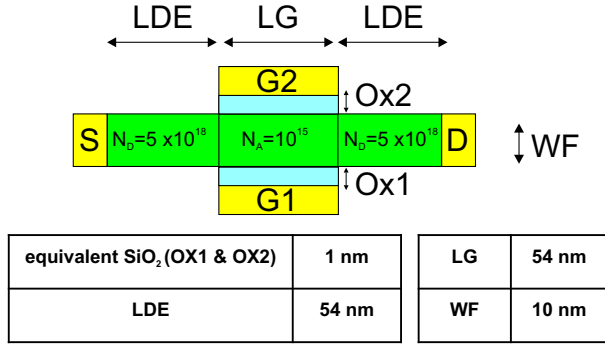 LDE LG LDE
G2
Ox2
S N_D=5 x10^18 N_A=10^15 N_D=5 x10^18 D WF
Ox1
G1
equivalent SiO₂ (OX1 & OX2) 1 nm LG 54 nm
LDE 54 nm WF 10 nm